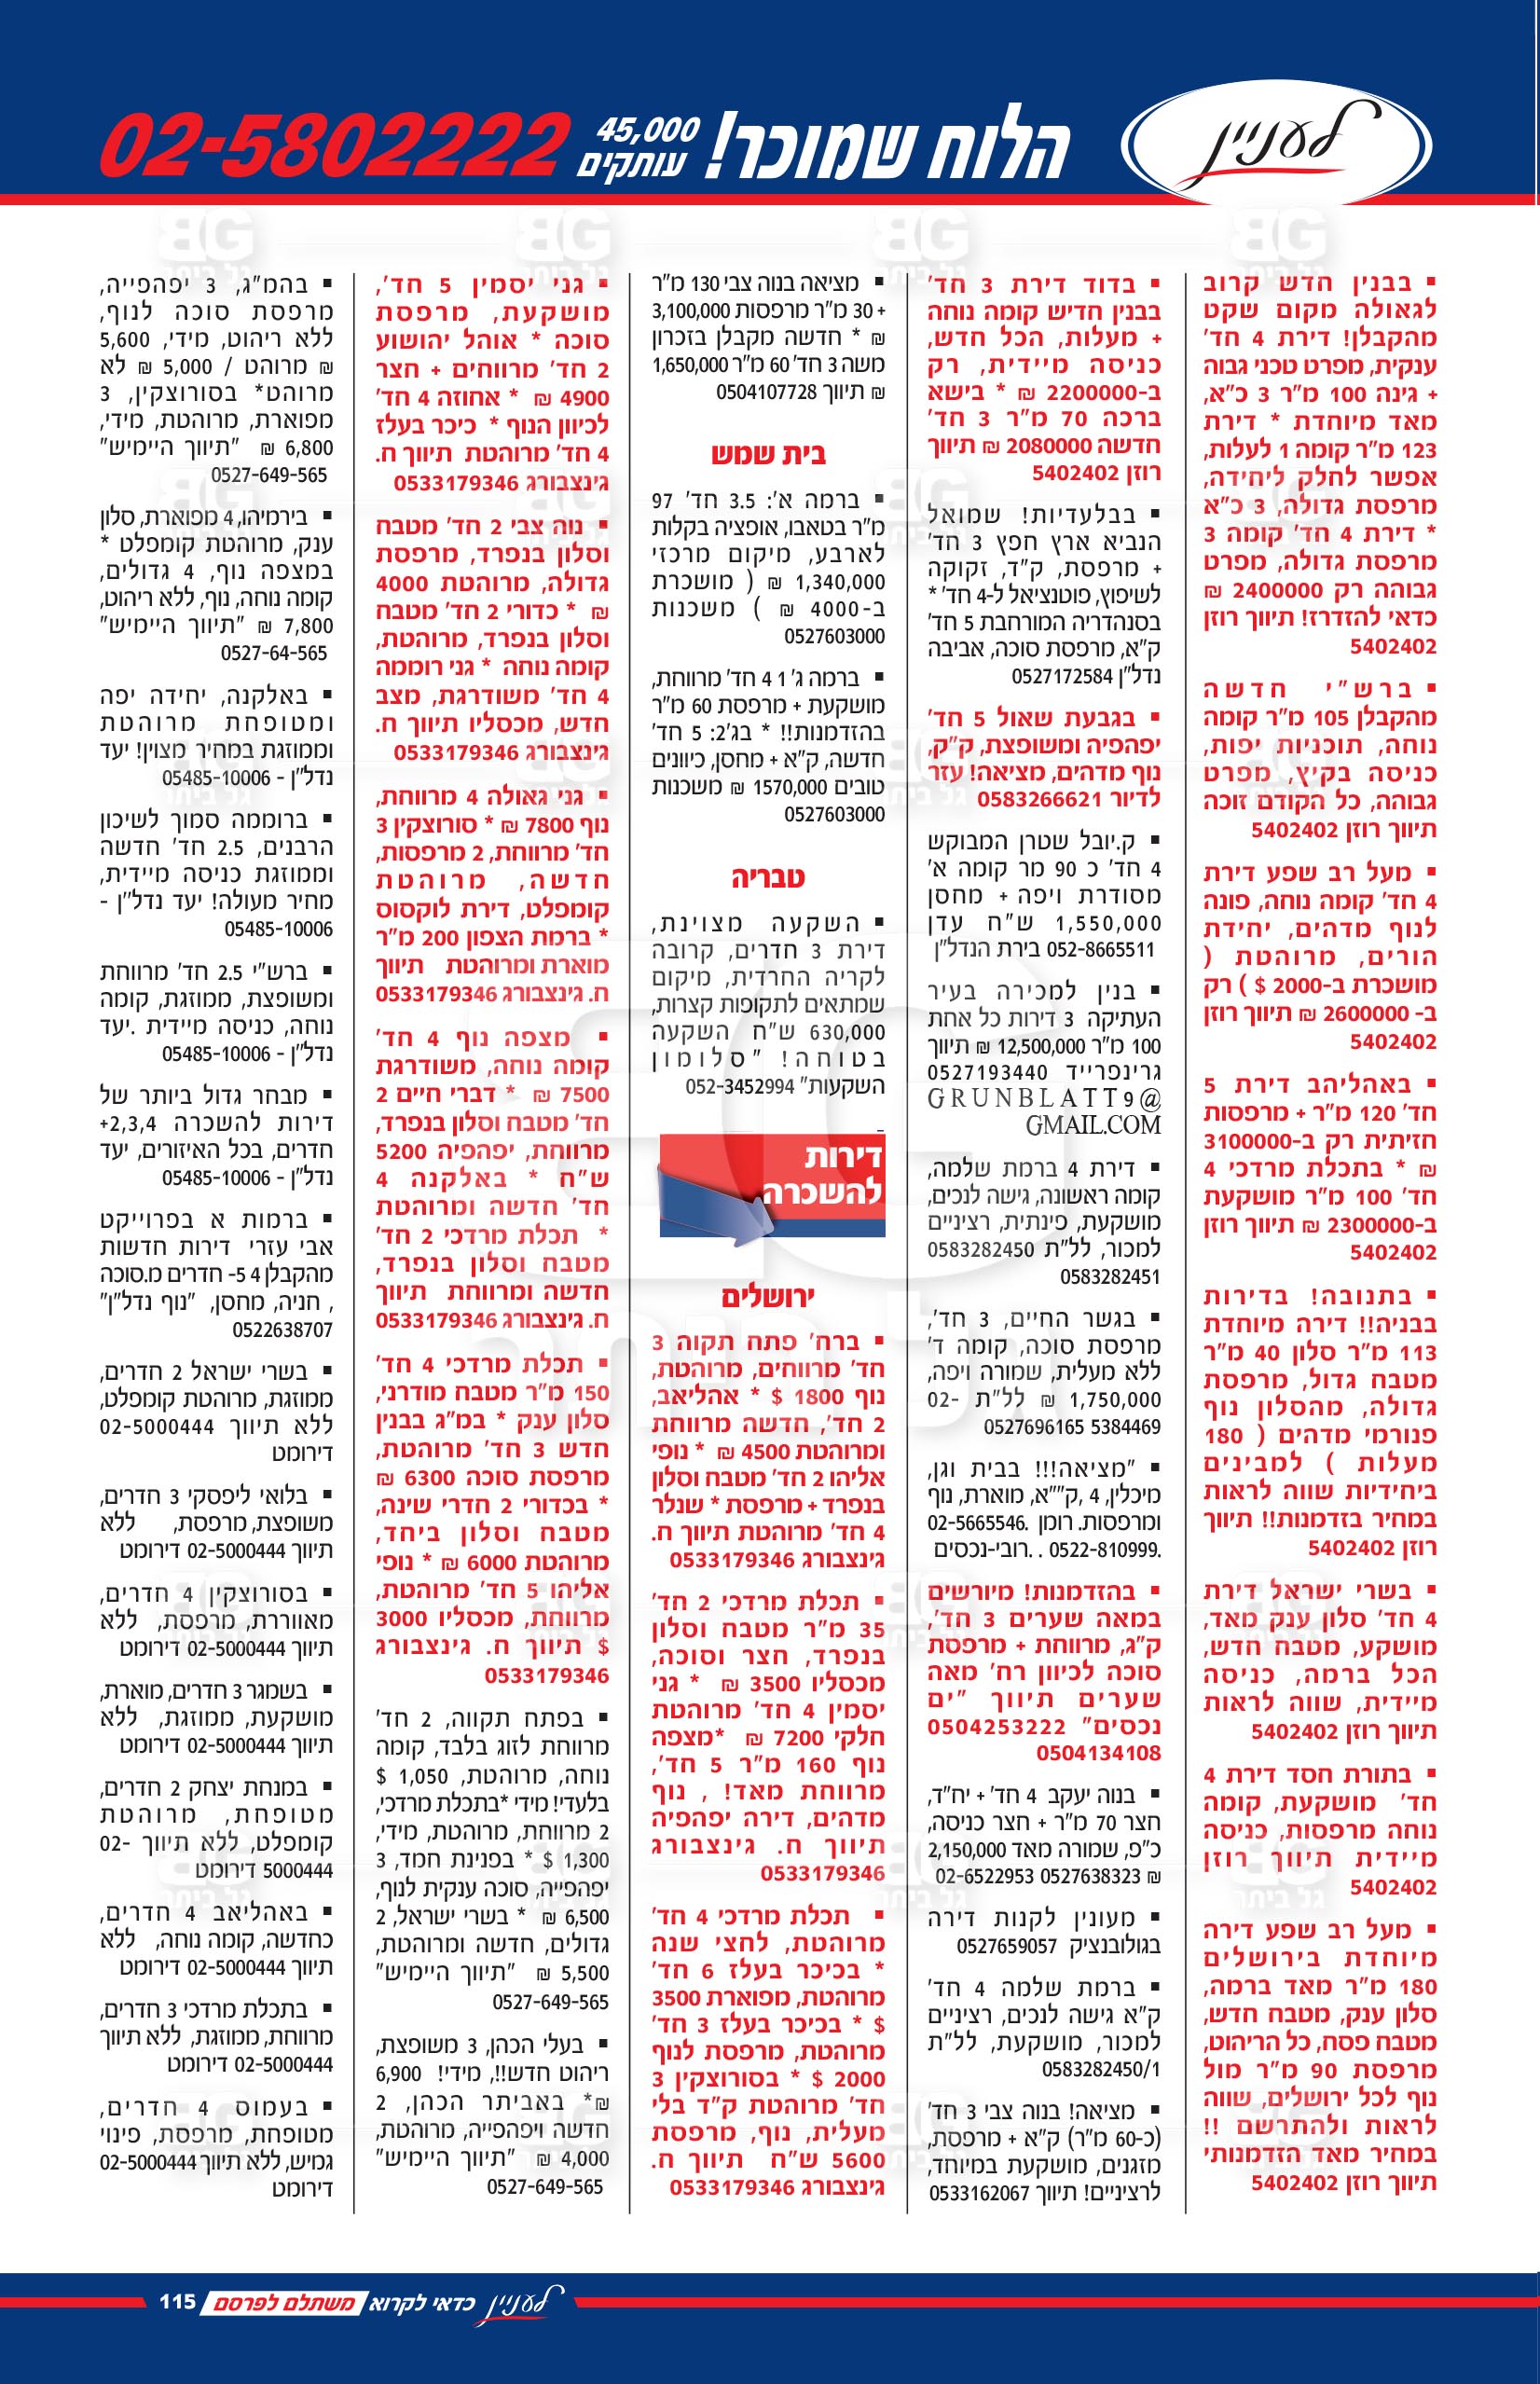 לעניין
הלוח שמוכר!
45,000
עותקים
02-5802222
▪ בבנין חדש קרוב
לגאולה מקום שקט
מהקבלן! דירת 4 חד'
ענקית, מפרט טכני גבוה
+ גינה 100 מ"ר 3 כ"א,
מאד מיוחדת * דירת
123 מ"ר קומה 1 לעלות,
אפשר לחלק ליחידה,
מרפסת גדולה, 3 כ"א
* דירת 4 חד' קומה 3
מרפסת גדולה, מפרט
גבוהה רק 2400000 ₪
כדאי להזדרז! תיווך רוזן
5402402
▪ ברש"י חדשה
מהקבלן 105 מ"ר קומה
נוחה, תוכניות יפות,
כניסה בקיץ, מפרט
גבוהה, כל הקודם זוכה
תיווך רוזן 5402402
▪ מעל רב שפע דירת
4 חד' קומה נוחה, פונה
לנוף מדהים, יחידת
הורים, מרוהטת (
מושכרת ב-2000 $ ) רק
ב- 2600000 ₪ תיווך רוזן
5402402
▪ באהליהב דירת 5
חד' 120 מ"ר + מרפסות
חזיתית רק ב-3100000
₪ * בתכלת מרדכי 4
חד' 100 מ"ר מושקעת
ב-2300000 ₪ תיווך רוזן
5402402
▪ בתנובה! בדירות
בבניה!! דירה מיוחדת
113 מ"ר סלון 40 מ"ר
מטבח גדול, מרפסת
גדולה, מהסלון נוף
פנורמי מדהים ( 180
מעלות ) למבינים
ביחידיות שווה לראות
במחיר בזדמנות!! תיווך
רוזן 5402402
▪ בשרי ישראל דירת
4 חד' סלון ענק מאד,
מושקע, מטבח חדש,
הכל ברמה, כניסה
מיידית, שווה לראות
תיווך רוזן 5402402
▪ בתורת חסד דירת 4
חד' מושקעת, קומה
נוחה מרפסות, כניסה
מיידית תיווך רוזן
5402402
▪ מעל רב שפע דירה
מיוחדת בירושלים
180 מ"ר מאד ברמה,
סלון ענק, מטבח חדש,
מטבח פסח, כל הריהוט,
מרפסת 90 מ"ר מול
נוף לכל ירושלים, שווה
לראות ולהתרשם !!
במחיר מאד הזדמנותי
תיווך רוזן 5402402
▪ בדוד דירת 3 חד'
בבנין חדיש קומה נוחה
+ מעלות, הכל חדש,
כניסה מיידית, רק
ב-2200000 ₪ * בישא
ברכה 70 מ"ר 3 חד'
חדשה 2080000 ₪ תיווך
רוזן 5402402
▪ בבלעדיות! שמואל
הנביא ארץ חפץ 3 חד'
+ מרפסת, ק"ד, זקוקה
לשיפוץ, פוטנציאל ל-4 חד' *
בסנהדריה המורחבת 5 חד'
ק"א, מרפסת סוכה, אביבה
נדל"ן 0527172584
▪ בגבעת שאול 5 חד'
יפהפיה ומשופצת, ק"ק,
נוף מדהים, מציאה! עזר
לדיור 0583266621
▪ ק.יובל שטרן המבוקש
4 חד' כ 90 מר קומה א'
מסודרת ויפה + מחסן
1,550,000 ש"ח עדן
052-8665511 בירת הנדל"ן
▪ בנין למכירה בעיר
העתיקה 3 דירות כל אחת
100 מ"ר 12,500,000 ₪ תיווך
גרינפרייד 0527193440
GRUNBLATT9@
GMAIL.COM
▪ דירת 4 ברמת שלמה,
קומה ראשונה, גישה לנכים,
מושקעת, פינתית, רציניים
למכור, לל"ת 0583282450
0583282451
▪ בגשר החיים, 3 חד',
מרפסת סוכה, קומה ד'
ללא מעלית, שמורה ויפה,
1,750,000 ₪ לל"ת 02-
5384469 0527696165
▪ "מציאה!!! בבית וגן,
מיכלין, 4 ,ק""א, מוארת, נוף
ומרפסות. רומן .02-5665546
.0522-810999 . .רובי-נכסים
▪ בהזדמנות! מיורשים
במאה שערים 3 חד',
ק"ג, מרווחת + מרפסת
סוכה לכיוון רח' מאה
שערים תיווך "ים
נכסים" 0504253222
0504134108
▪ בנוה יעקב 4 חד' + יח"ד,
חצר 70 מ"ר + חצר כניסה,
כ"פ, שמורה מאד 2,150,000
₪ 0527638323 02-6522953
▪ מעונין לקנות דירה
בגולובנציק 0527659057
▪ ברמת שלמה 4 חד'
ק"א גישה לנכים, רציניים
למכור, מושקעת, לל"ת
0583282450/1
▪ מציאה! בנוה צבי 3 חד'
(כ-60 מ"ר) ק"א + מרפסת,
מזגנים, מושקעת במיוחד,
לרציניים! תיווך 0533162067
▪ מציאה בנוה צבי 130 מ"ר
+ 30 מ"ר מרפסות 3,100,000
₪ * חדשה מקבלן בזכרון
משה 3 חד' 60 מ"ר 1,650,000
₪ תיווך 0504107728
בית שמש
▪ ברמה א': 3.5 חד' 97
מ"ר בטאבו, אופציה בקלות
לארבע, מיקום מרכזי
1,340,000 ₪ ( מושכרת
ב-4000 ₪ ) משכנות
0527603000
▪ ברמה ג' 1 4 חד' מרווחת,
מושקעת + מרפסת 60 מ"ר
בהזדמנות!! * בג'2: 5 חד'
חדשה, ק"א + מחסן, כיוונים
טובים 1570,000 ₪ משכנות
0527603000
טבריה
▪ השקעה מצוינת,
דירת 3 חדרים, קרובה
לקריה החרדית, מיקום
שמתאים לתקופות קצרות,
630,000 ש"ח השקעה
בטוחה! "סלומון
השקעות" 052-3452994
דירות
להשכרה
ירושלים
▪ ברח' פתח תקוה 3
חד' מרווחים, מרוהטת,
נוף 1800 $ * אהליאב,
2 חד', חדשה מרווחת
ומרוהטת 4500 ₪ * נופי
אליהו 2 חד' מטבח וסלון
בנפרד + מרפסת * שנלר
4 חד' מרוהטת תיווך ח.
גינצבורג 0533179346
▪ תכלת מרדכי 2 חד'
35 מ"ר מטבח וסלון
בנפרד, חצר וסוכה,
מכסליו 3500 ₪ * גני
יסמין 4 חד' מרוהטת
חלקי 7200 ₪ *מצפה
נוף 160 מ"ר 5 חד',
מרווחת מאד! , נוף
מדהים, דירה יפהפיה
תיווך ח. גינצבורג
0533179346
▪ תכלת מרדכי 4 חד'
מרוהטת, לחצי שנה
* בכיכר בעלז 6 חד'
מרוהטת, מפוארת 3500
$ * בכיכר בעלז 3 חד'
מרוהטת, מרפסת לנוף
2000 $ * בסורוצקין 3
חד' מרוהטת ק"ד בלי
מעלית, נוף, מרפסת
5600 ש"ח תיווך ח.
גינצבורג 0533179346
▪ גני יסמין 5 חד',
מושקעת, מרפסת
סוכה * אוהל יהושוע
2 חד' מרווחים + חצר
4900 ₪ * אחוזה 4 חד'
לכיוון הנוף * כיכר בעלז
4 חד' מרוהטת תיווך ח.
גינצבורג 0533179346
▪ נוה צבי 2 חד' מטבח
וסלון בנפרד, מרפסת
גדולה, מרוהטת 4000
₪ * כדורי 2 חד' מטבח
וסלון בנפרד, מרוהטת,
קומה נוחה * גני רוממה
4 חד' משודרגת, מצב
חדש, מכסליו תיווך ח.
גינצבורג 0533179346
▪ גני גאולה 4 מרווחת,
נוף 7800 ₪ * סורוצקין 3
חד' מרווחת, 2 מרפסות,
חדשה, מרוהטת
קומפלט, דירת לוקסוס
* ברמת הצפון 200 מ"ר
מוארת ומרוהטת תיווך
ח. גינצבורג 0533179346
▪ מצפה נוף 4 חד'
קומה נוחה, משודרגת
7500 ₪ * דברי חיים 2
חד' מטבח וסלון בנפרד,
מרווחת, יפהפיה 5200
ש"ח * באלקנה 4
חד' חדשה ומרוהטת
* תכלת מרדכי 2 חד'
מטבח וסלון בנפרד,
חדשה ומרווחת תיווך
ח. גינצבורג 0533179346
▪ תכלת מרדכי 4 חד'
150 מ"ר מטבח מודרני,
סלון ענק * במ"ג בבנין
חדש 3 חד' מרוהטת,
מרפסת סוכה 6300 ₪
* בכדורי 2 חדרי שינה,
מטבח וסלון ביחד,
מרוהטת 6000 ₪ * נופי
אליהו 5 חד' מרוהטת,
מרווחת, מכסליו 3000
$ תיווך ח. גינצבורג
0533179346
▪ בפתח תקווה, 2 חד'
מרווחת לזוג בלבד, קומה
נוחה, מרוהטת, 1,050 $
בלעדי! מידי *בתכלת מרדכי,
2 מרווחת, מרוהטת, מידי,
1,300 $ * בפנינת חמד, 3
יפהפייה, סוכה ענקית לנוף,
6,500 ₪ * בשרי ישראל, 2
גדולים, חדשה ומרוהטת,
5,500 ₪ "תיווך היימיש"
0527-649-565
▪ בעלי הכהן, 3 משופצת,
ריהוט חדש!!, מידי! 6,900
₪* באביתר הכהן, 2
חדשה ויפהפייה, מרוהטת,
4,000 ₪ "תיווך היימיש"
0527-649-565
▪ בהמ"ג, 3 יפהפייה,
מרפסת סוכה לנוף,
ללא ריהוט, מידי, 5,600
₪ מרוהט / 5,000 ₪ לא
מרוהט* בסורוצקין, 3
מפוארת, מרוהטת, מידי,
6,800 ₪ "תיווך היימיש"
0527-649-565
▪ בירמיהו, 4 מפוארת, סלון
ענק, מרוהטת קומפלט *
במצפה נוף, 4 גדולים,
קומה נוחה, נוף, ללא ריהוט,
7,800 ₪ "תיווך היימיש"
0527-64-565
▪ באלקנה, יחידה יפה
ומטופחת מרוהטת
וממוזגת במחיר מצוין! יעד
נדל"ן - 05485-10006
▪ ברוממה סמוך לשיכון
הרבנים, 2.5 חד' חדשה
וממוזגת כניסה מיידית,
מחיר מעולה! יעד נדל"ן -
05485-10006
▪ ברש"י 2.5 חד' מרווחת
ומשופצת, ממוזגת, קומה
נוחה, כניסה מיידית .יעד
נדל"ן - 05485-10006
▪ מבחר גדול ביותר של
דירות להשכרה 2,3,4+
חדרים, בכל האיזורים, יעד
נדל"ן - 05485-10006
▪ ברמות א בפרוייקט
אבי עזרי דירות חדשות
מהקבלן 4 5- חדרים מ.סוכה
, חניה, מחסן, "נוף נדל"ן"
0522638707
▪ בשרי ישראל 2 חדרים,
ממוזגת, מרוהטת קומפלט,
ללא תיווך 02-5000444
דירומט
▪ בלואי ליפסקי 3 חדרים,
משופצת, מרפסת, ללא
תיווך 02-5000444 דירומט
▪ בסורוצקין 4 חדרים,
מאווררת, מרפסת, ללא
תיווך 02-5000444 דירומט
▪ בשמגר 3 חדרים, מוארת,
מושקעת, ממוזגת, ללא
תיווך 02-5000444 דירומט
▪ במנחת יצחק 2 חדרים,
מטופחת, מרוהטת
קומפלט, ללא תיווך 02-
5000444 דירומט
▪ באהליאב 4 חדרים,
כחדשה, קומה נוחה, ללא
תיווך 02-5000444 דירומט
▪ בתכלת מרדכי 3 חדרים,
מרווחת, ממוזגת, ללא תיווך
02-5000444 דירומט
▪ בעמוס 4 חדרים,
מטופחת, מרפסת, פינוי
גמיש, ללא תיווך 02-5000444
דירומט
לעניין כדאי לקרוא משתלם לפרסם 115
BG
גל ביתר